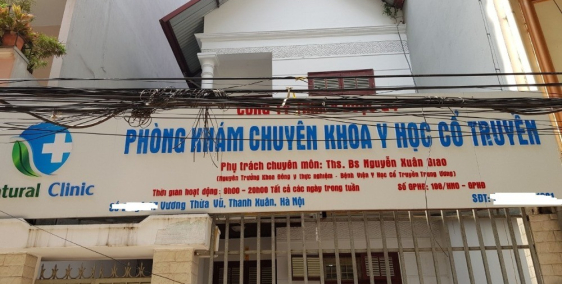 PHÒNG KHÁM CHUYÊN KHOA Y HỌC CỔ TRUYỀN
Phụ trách chuyên môn: Ths. Bs Nguyễn Xuân Giao
(Nguyên Trưởng Khoa Đông y thực nghiệm - Bệnh Viện Y Học Cổ Truyền Trung Ương)
Natural Clinic
Thời gian hoạt động: 8h00 - 20h00 Tất cả các ngày trong tuần
Số GPHĐ: 196/HNO - GPHĐ
Vương Thừa Vũ, Thanh Xuân, Hà Nội
SĐT: